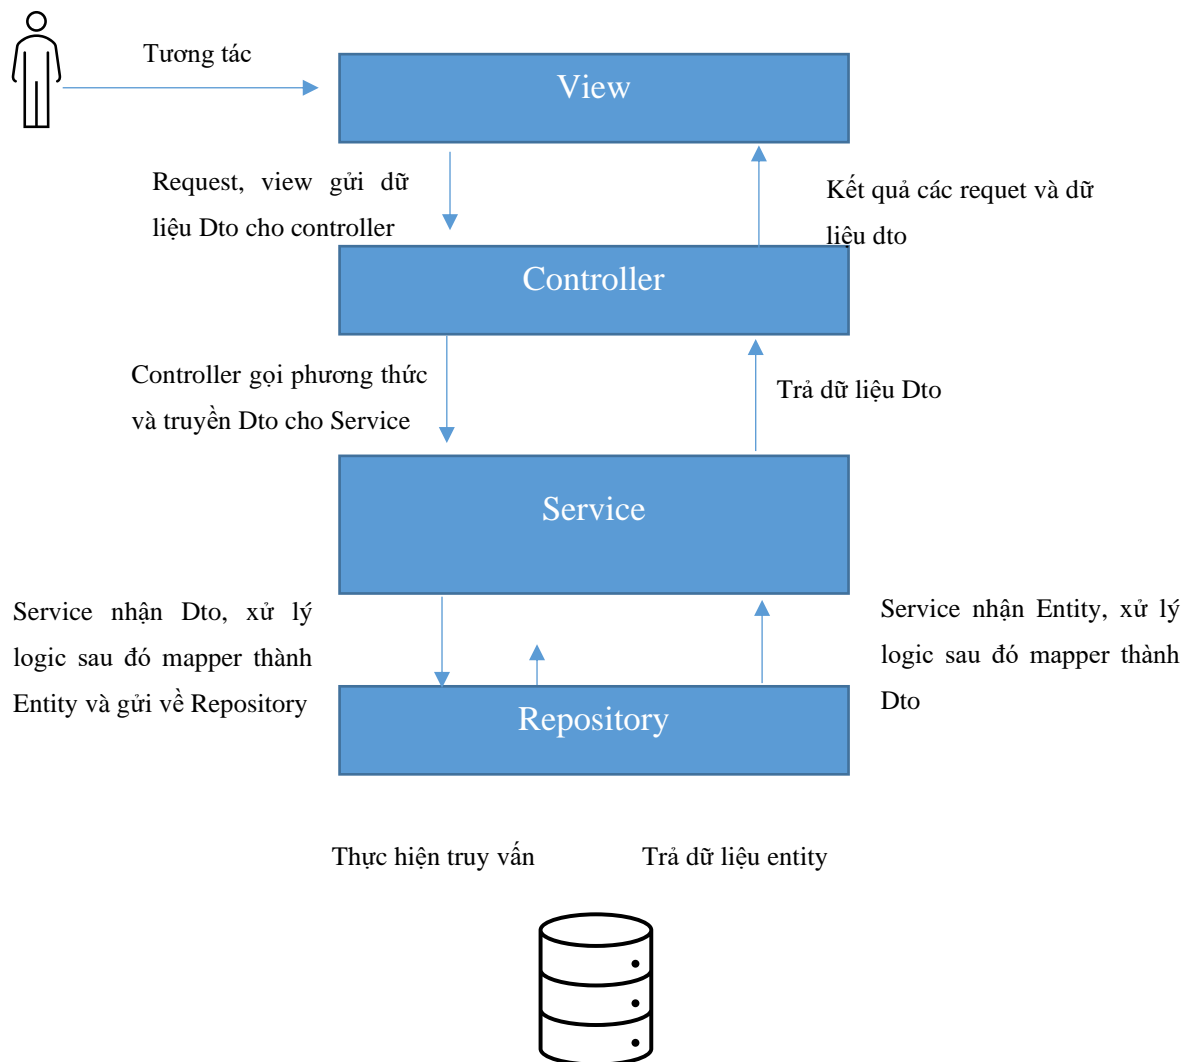 Tương tác
View
Request, view gửi dữ
liệu Dto cho controller
Kết quả các requet và dữ
liệu dto
Controller
Controller gọi phương thức
và truyền Dto cho Service
Trả dữ liệu Dto
Service
Service nhận Dto, xử lý
logic sau đó mapper thành
Entity và gửi về Repository
Service nhận Entity, xử lý
logic sau đó mapper thành
Dto
Repository
Thực hiện truy vấn
Trả dữ liệu entity